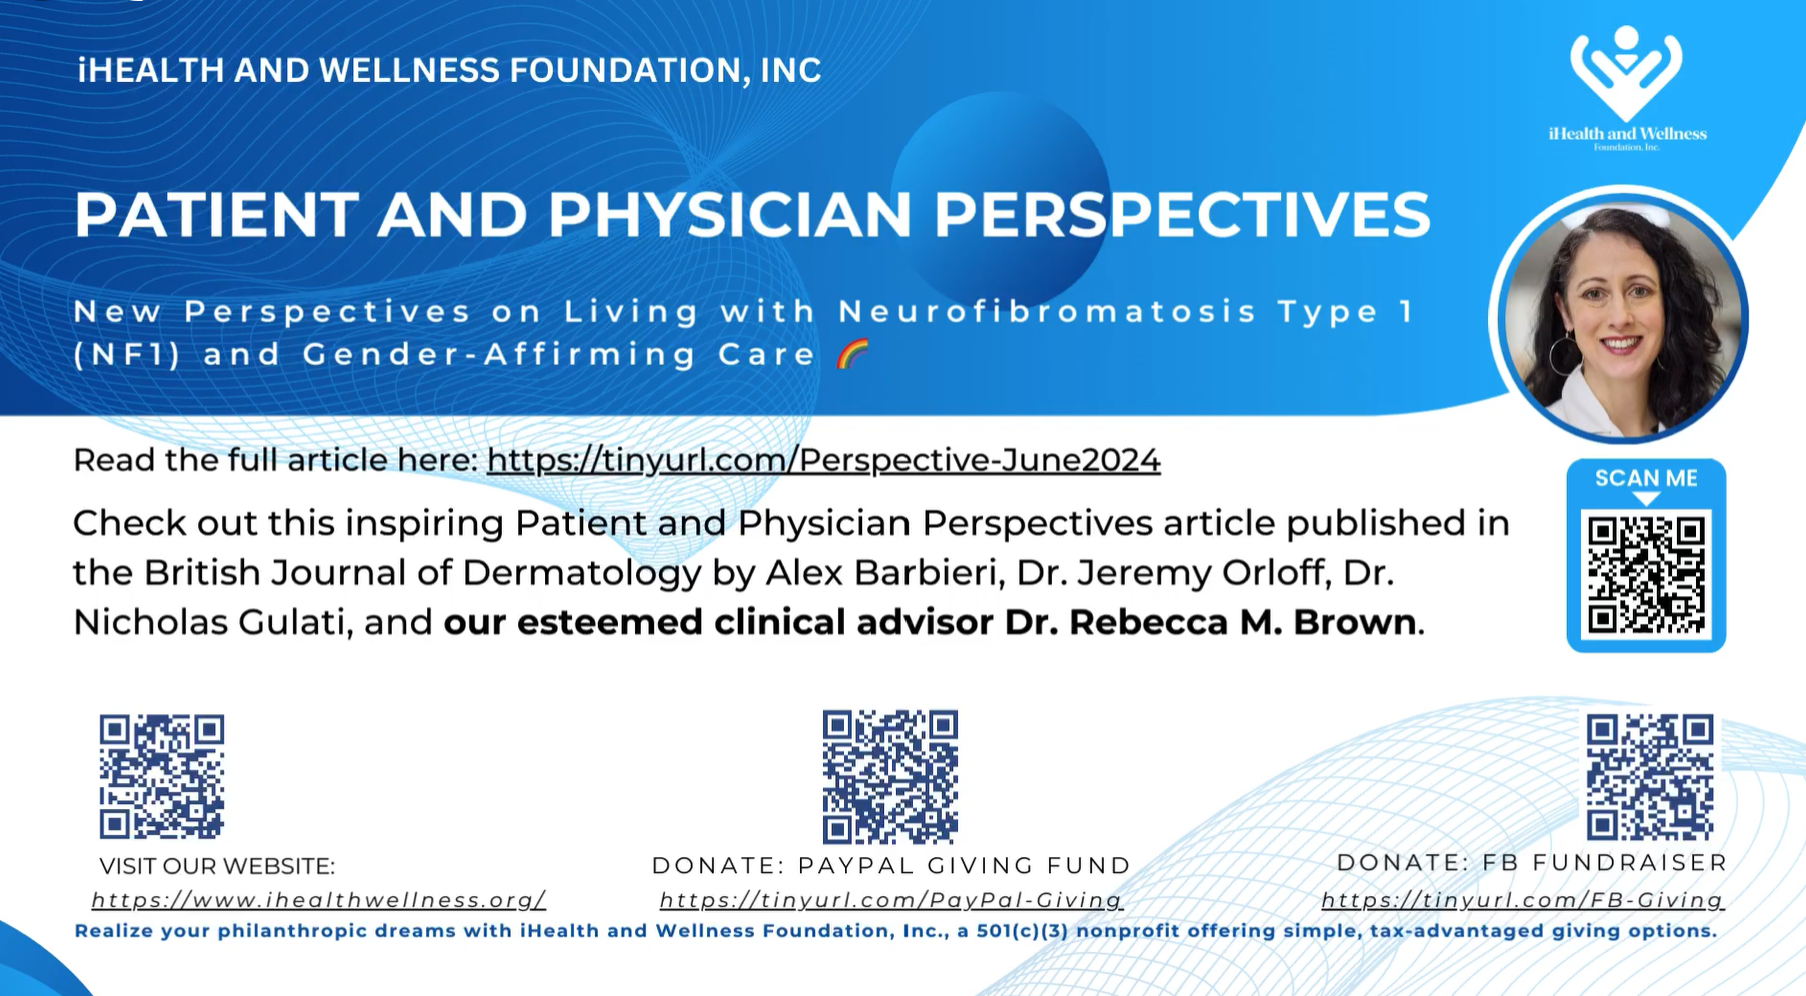 iHEALTH AND WELLNESS FOUNDATION, INC
iHealth and Wellness
Foundation, Inc.
PATIENT AND PHYSICIAN PERSPECTIVES
New Perspectives on Living with Neurofibromatosis Type 1
(NF1) and Gender-Affirming Care 🌈
Read the full article here: https://tinyurl.com/Perspective-June2024
SCAN ME
Check out this inspiring Patient and Physician Perspectives article published in
the British Journal of Dermatology by Alex Barbieri, Dr. Jeremy Orloff, Dr.
Nicholas Gulati, and our esteemed clinical advisor Dr. Rebecca M. Brown.
VISIT OUR WEBSITE:
https://www.ihealthwellness.org/
DONATE: PAYPAL GIVING FUND
https://tinyurl.com/PayPal-Giving
DONATE: FB FUNDRAISER
https://tinyurl.com/FB-Giving
Realize your philanthropic dreams with iHealth and Wellness Foundation, Inc., a 501(c)(3) nonprofit offering simple, tax-advantaged giving options.